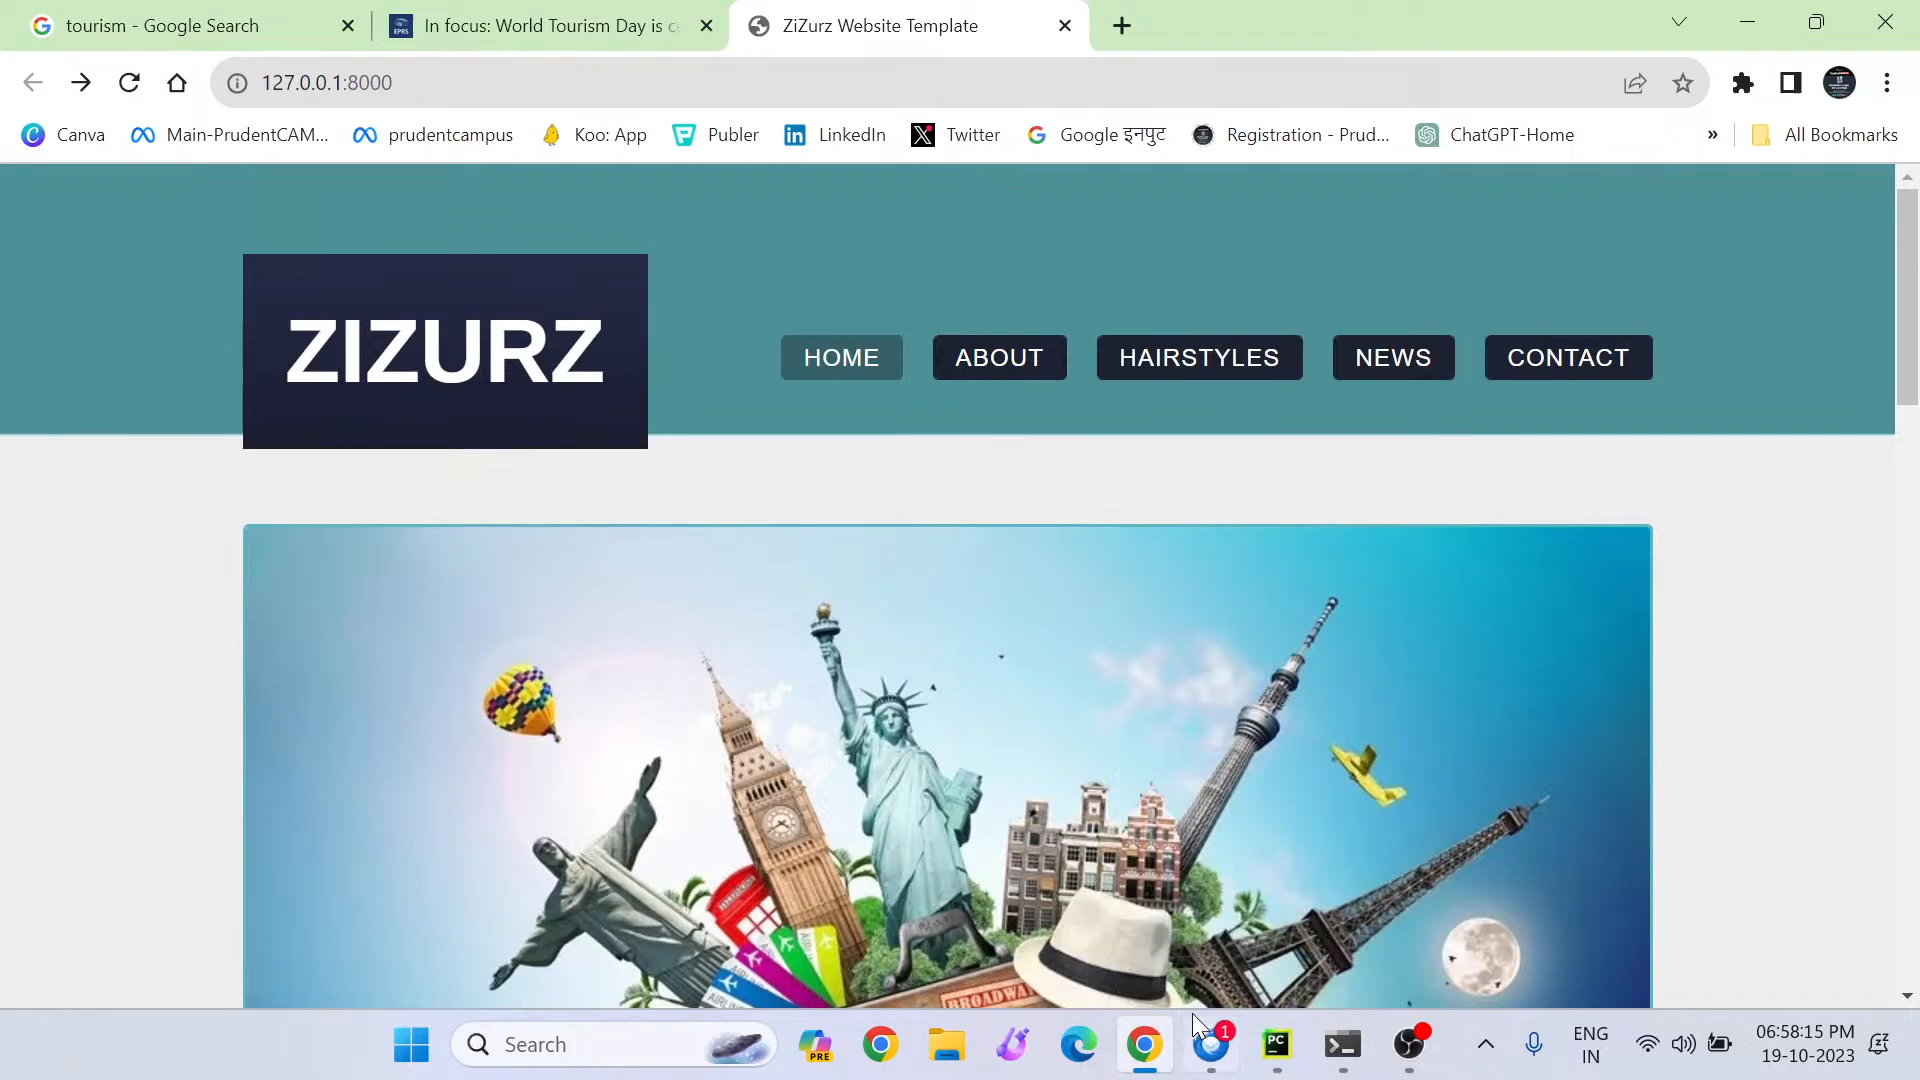 tourism - Google Search
In focus: World Tourism Day is c
ZiZurz Website Template
127.0.0.1:8000
Canva
Main-PrudentCAM...
prudentcampus
Koo: App
Publer
LinkedIn
Twitter
Google इनपुट
Registration - Prud...
ChatGPT-Home
»
All Bookmarks
ZIZURZ
HOME
ABOUT
HAIRSTYLES
NEWS
CONTACT
BROADWA
Search
PRE
1
PC
ENG
IN
06:58:15 PM
19-10-2023